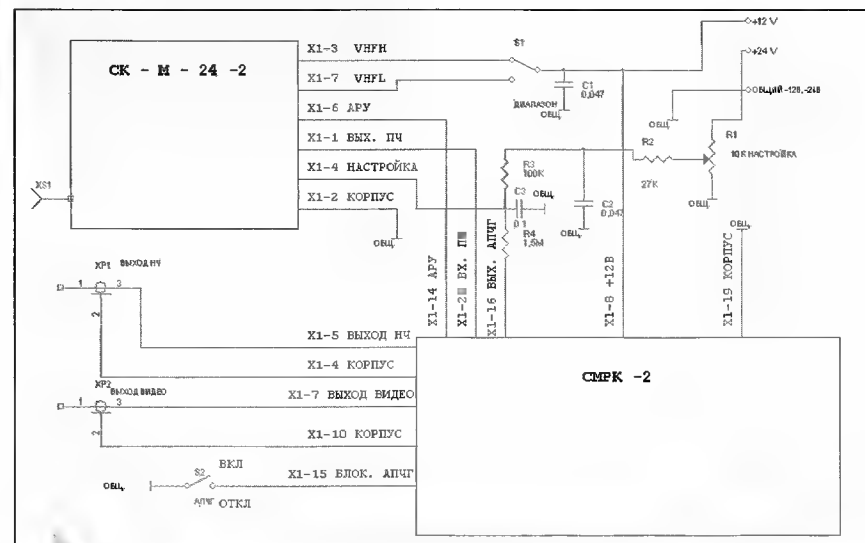 СК - М - 24 -2
X1-3 VHFH
X1-7 VHFL
X1-6 АРУ
X1-1 ВЫХ. ПЧ
X1-4 НАСТРОЙКА
X1-2 КОРПУС
XS1
S1
ДИАПАЗОН
C1
0,047
ОБЩ.
+12 V
+24 V
ОБЩИЙ -12В, -24В
ОБЩ.
R1
10К НАСТРОЙКА
ОБЩ.
R2
27К
R3
100К
C3
0.1
ОБЩ.
C2
0,047
ОБЩ.
R4
1,5М
ОБЩ.
ОБЩ.
X1-14 АРУ
ВХ.
X1-16 ВЫХ. АПЧГ
X1-8 +12В
X1-19 КОРПУС
XP1 ВЫХОД НЧ
1
3
2
X1-5 ВЫХОД НЧ
X1-4 КОРПУС
XP2 ВЫХОД ВИДЕО
1
3
2
X1-7 ВЫХОД ВИДЕО
X1-10 КОРПУС
X1-15 БЛОК. АПЧГ
ОБЩ.
S2
ВКЛ
АПЧГ
ОТКЛ
СМРК -2